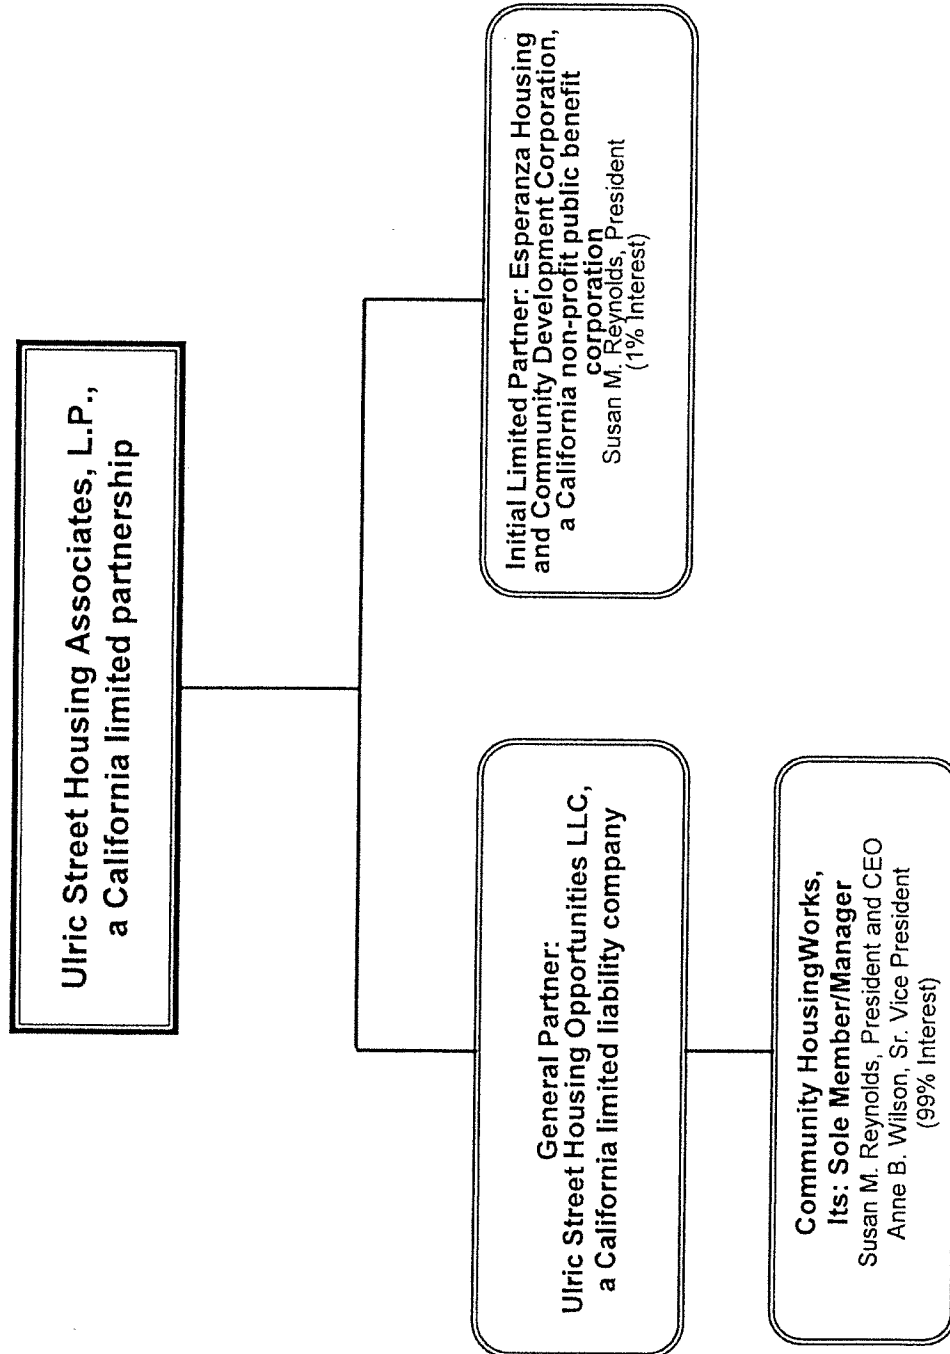 Ulric Street Housing Associates, L.P.,
a California limited partnership
General Partner:
Ulric Street Housing Opportunities LLC,
a California limited liability company
Initial Limited Partner: Esperanza Housing
and Community Development Corporation,
a California non-profit public benefit
corporation
Susan M. Reynolds, President
(1% Interest)
Community HousingWorks,
Its: Sole Member/Manager
Susan M. Reynolds, President and CEO
Anne B. Wilson, Sr. Vice President
(99% Interest)